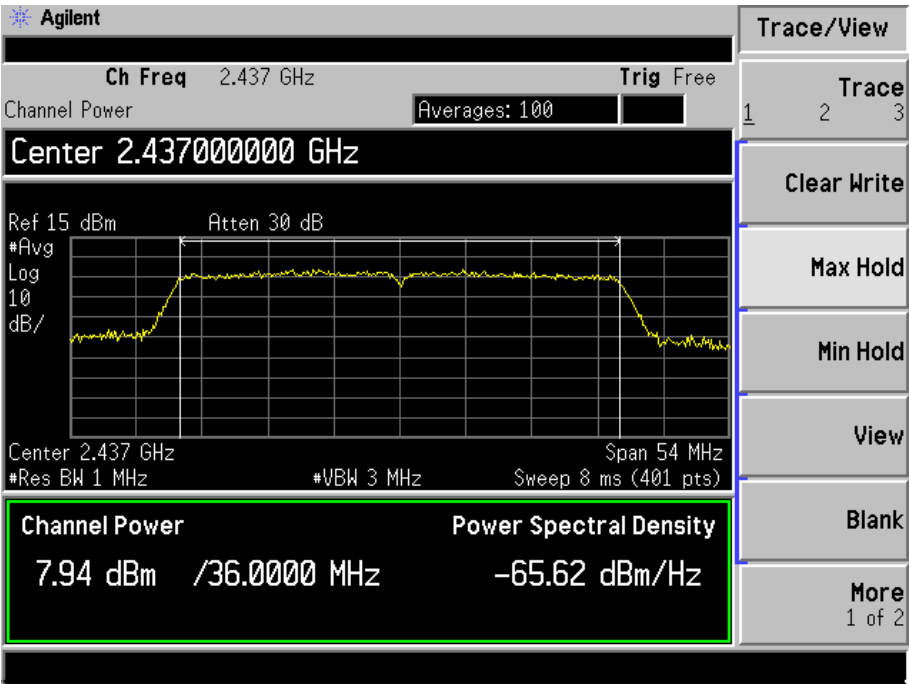 Agilent
Trace/View
Ch Freq 2.437 GHz Trig Free
Channel Power Averages: 100
Center 2.437000000 GHz
Ref 15 dBm Atten 30 dB
#Avg
Log
10
dB/
Center 2.437 GHz Span 54 MHz
#Res BW 1 MHz #VBW 3 MHz Sweep 8 ms (401 pts)
Channel Power Power Spectral Density
7.94 dBm /36.0000 MHz -65.62 dBm/Hz
Trace
1 2 3
Clear Write
Max Hold
Min Hold
View
Blank
More
1 of 2